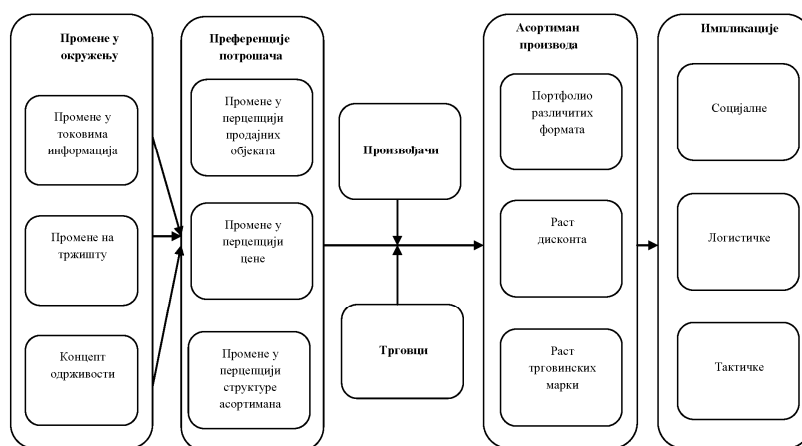 Промене у
окружењу
Промене у
токовима
информација
Промене на
тржишту
Концепт
одрживости
Преференције
потрошача
Промене у
перцепцији
продајних
објеката
Промене у
перцепцији
цене
Промене у
перцепцији
структуре
асортимана
Произвођачи
Трговци
Асортиман
производа
Портфолио
различитих
формата
Раст
дисконта
Раст
трговинских
марки
Импликације
Социјалне
Логистичке
Тактичке